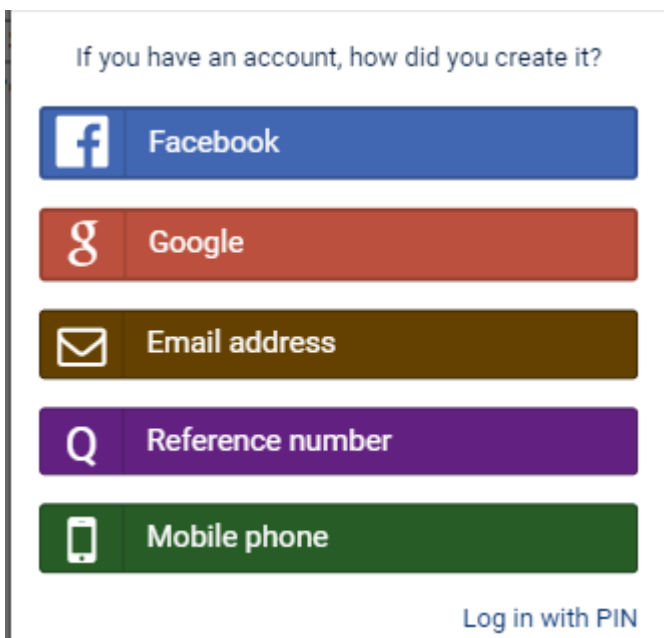 If you have an account, how did you create it?
Facebook
Google
Email address
Q Reference number
Mobile phone
Log in with PIN